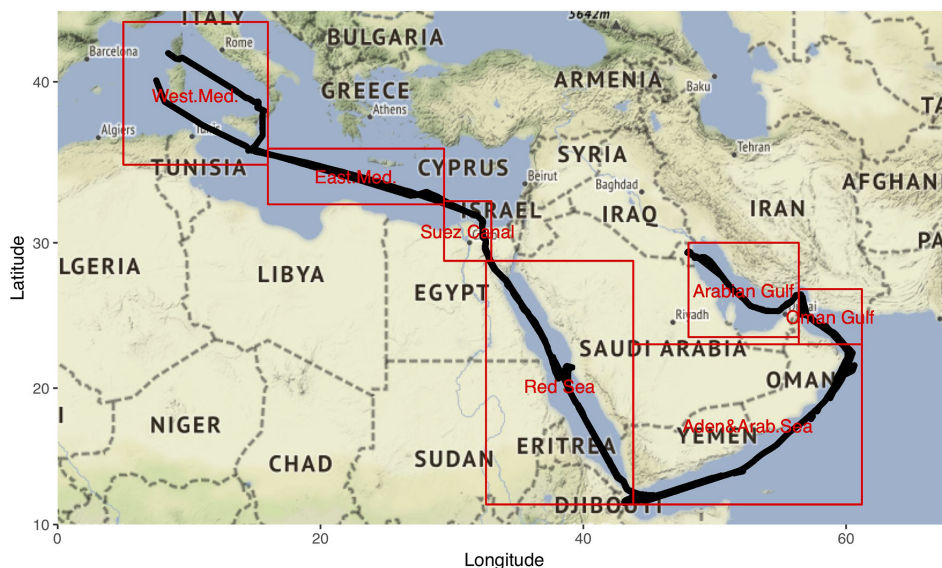 ITALY
5642m
Barcelona
Rome
BULGARIA
40
GREECE
ARMENIA
Baku
West.Med.
Athens
TA
Algiers
Tunis
Tehran
TUNISIA
CYPRUS
SYRIA
East.Med.
Beirut
Baghdad
AFGHANI
ISRAEL
IRAQ
IRAN
30
Suez Canal
PA
LGERIA
LIBYA
EGYPT
Arabian Gulf
Riyadh
Oman Gulf
SAUDI ARABIA
20
Red Sea
OMAN
I
NIGER
Aden&Arab.Sea
YEMEN
ERITREA
CHAD
SUDAN
DJIBOUTI
10
0
20
40
60
Longitude
Latitude